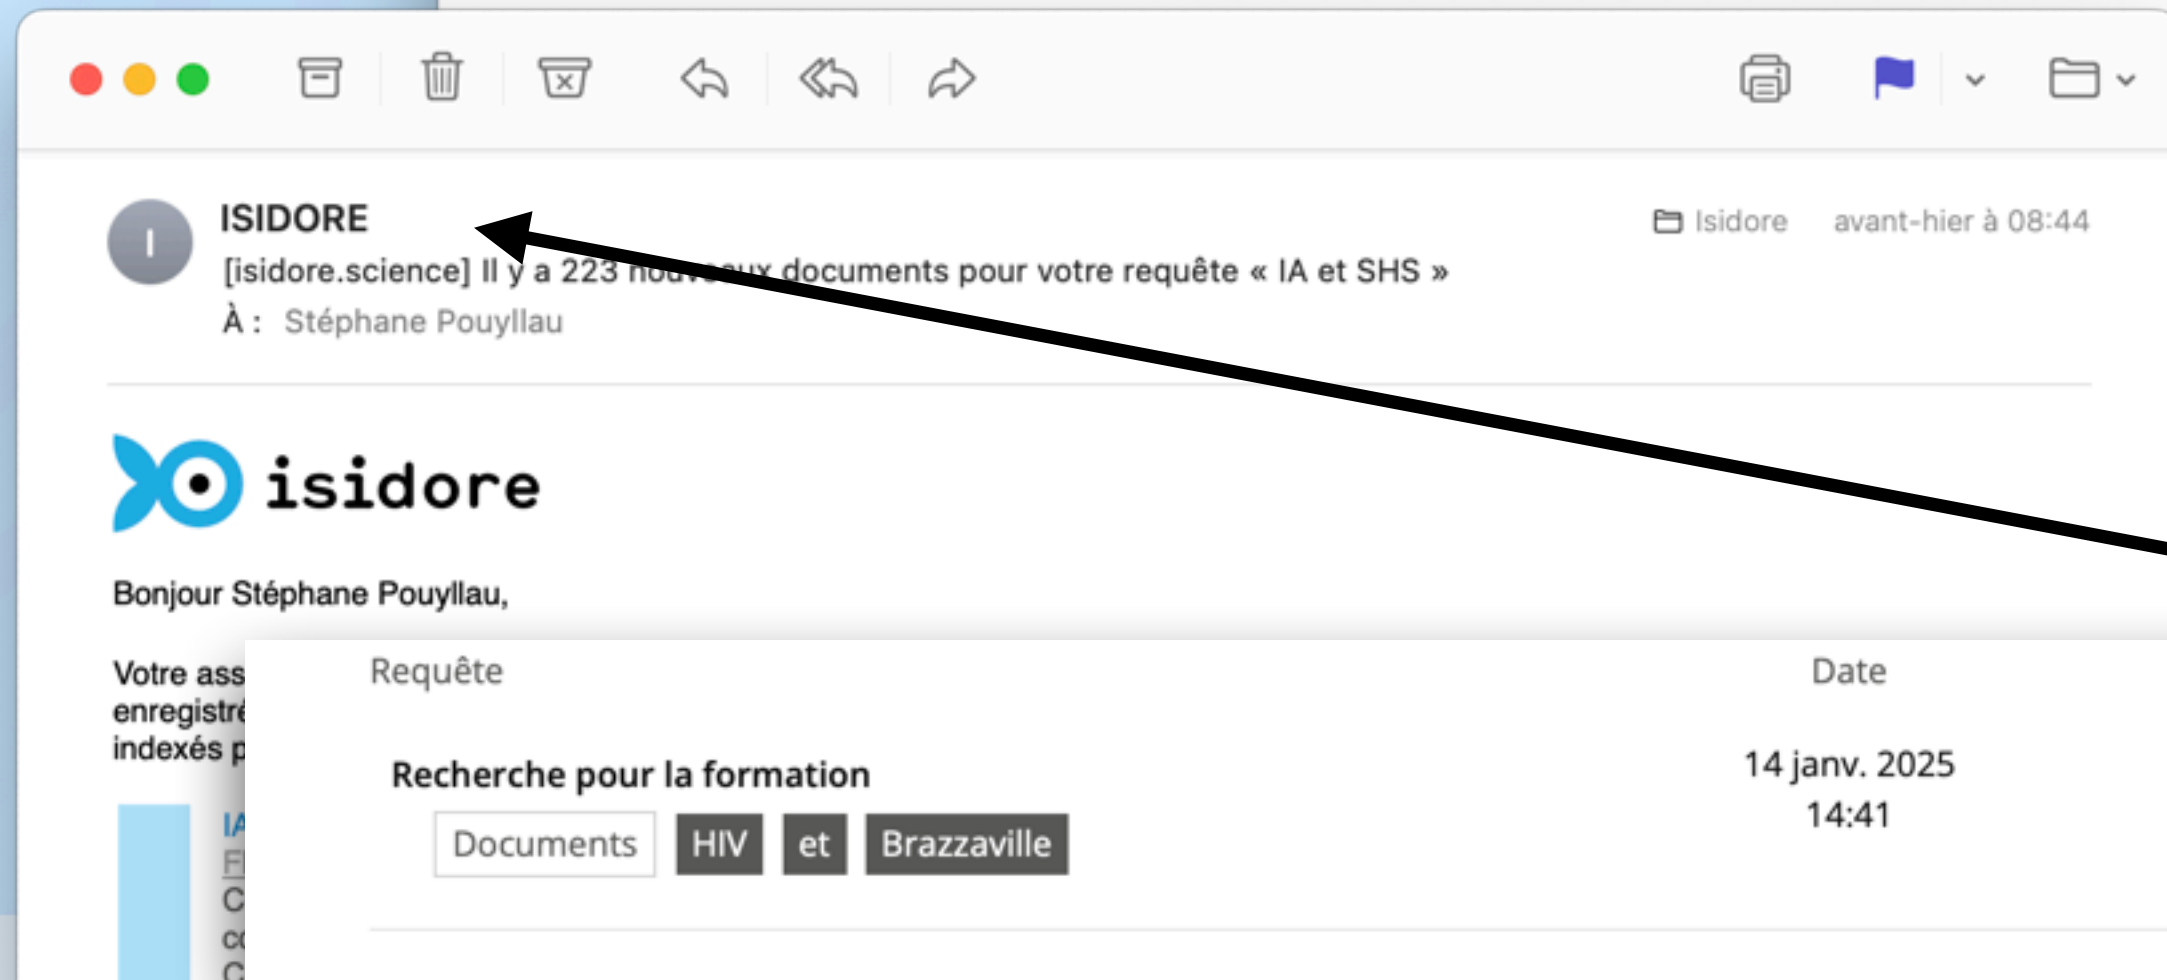 I
ISIDORE
Isidore avant-hier à 08:44
[isidore.science] Il y a 223 nouveaux documents pour votre requête « IA et SHS »
À : Stéphane Pouyllau
isidore
Bonjour Stéphane Pouyllau,
Votre ass
enregistré
indexés p
IA
Requête Date
Recherche pour la formation
14 janv. 2025
14:41
Documents HIV et Brazzaville